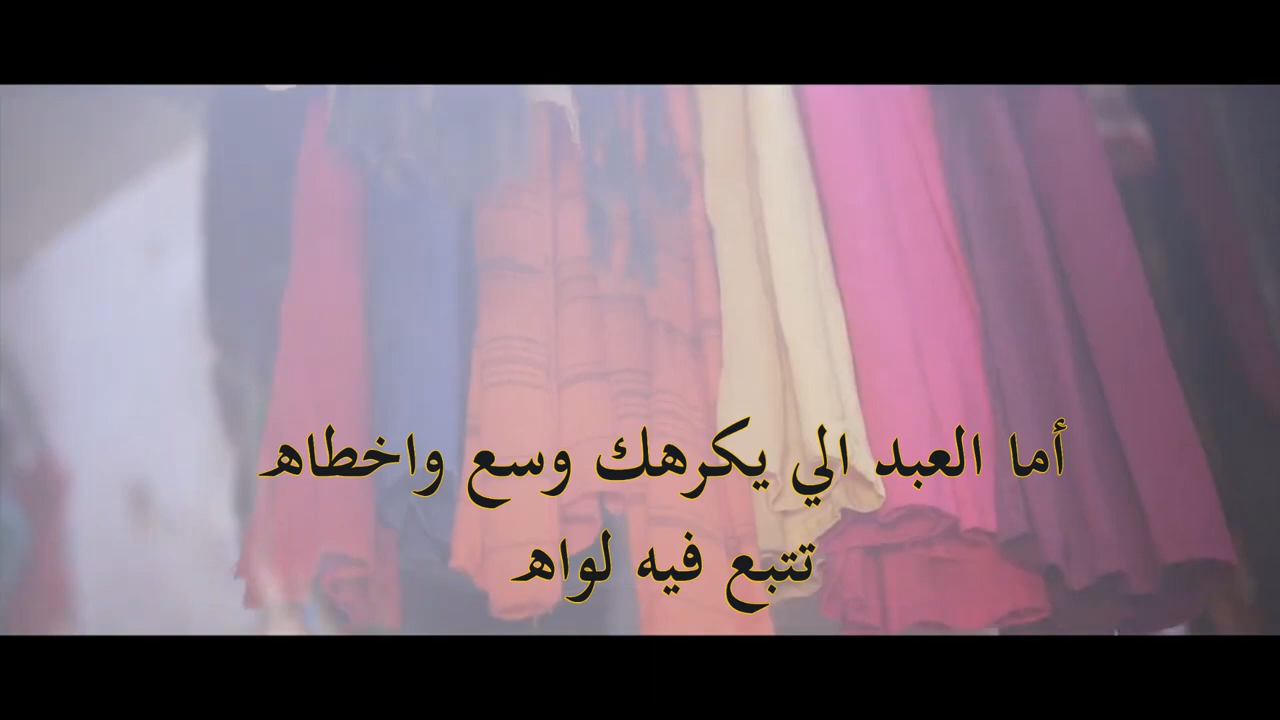 أما العبد الي يكرهك وسع واخطاه
تتبع فيه لواه